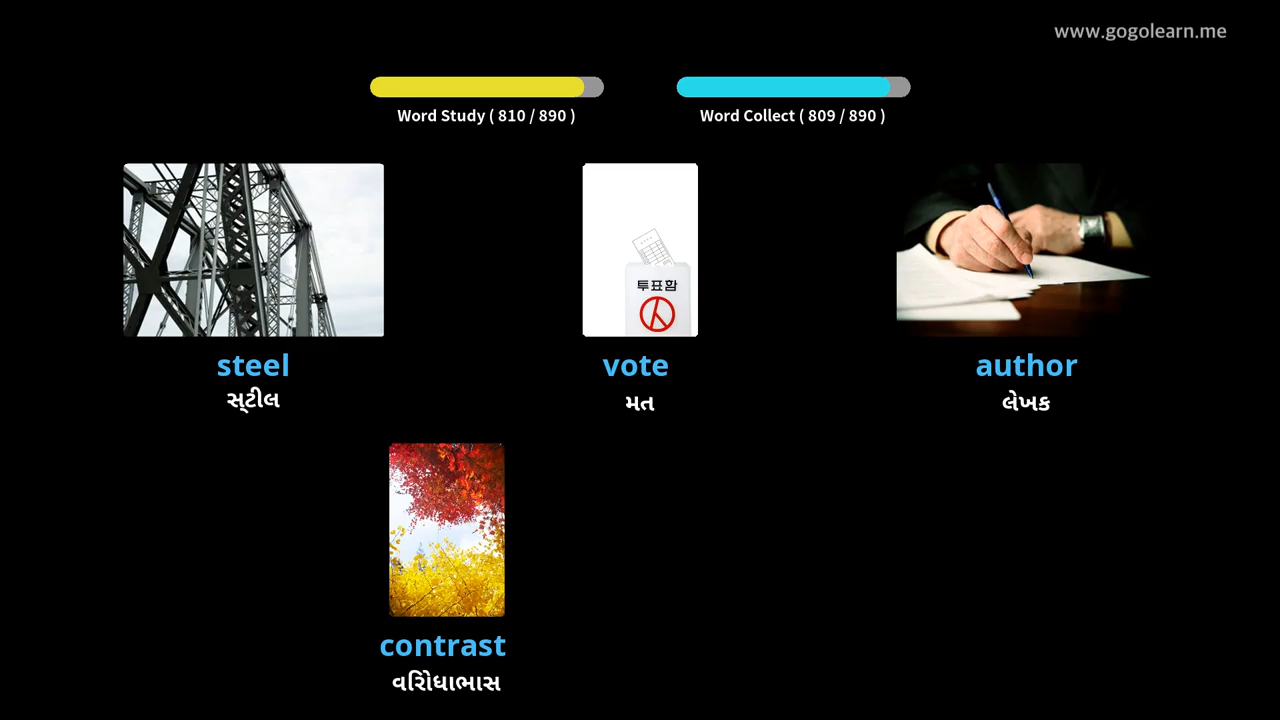 www.gogolearn.me
Word Study ( 810 / 890 )
Word Collect ( 809 / 890 )
투표함
steel
vote
author
સ્ટીલ
મત
લેખક
contrast
વિરોધાભાસ